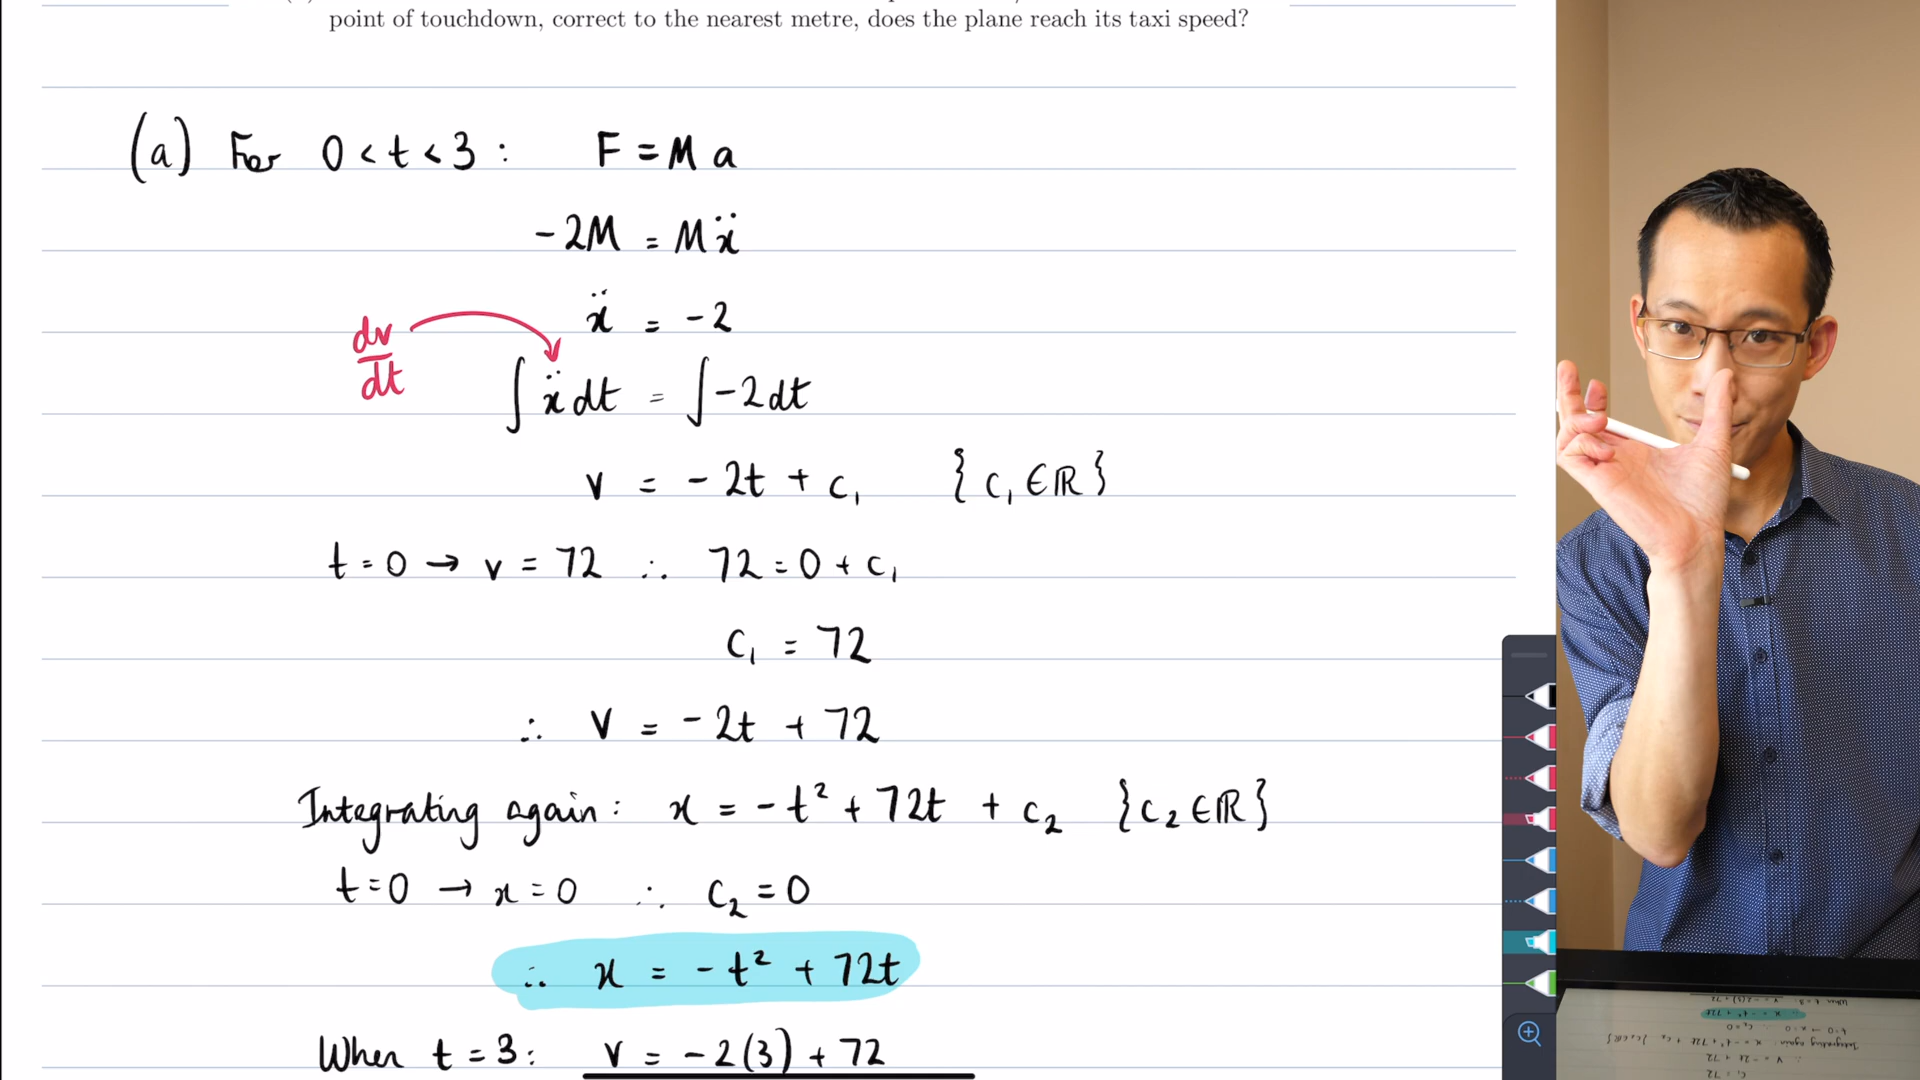 point of touchdown, correct to the nearest metre, does the plane reach its taxi speed?
(a) For 0 < t < 3 : F = Ma
-2M = Mẍ
ẍ = -2
dv/dt
∫ ẍ dt = ∫ -2 dt
v = -2t + c₁ {c₁ ∈ ℝ}
t = 0 → v = 72 ∴ 72 = 0 + c₁
c₁ = 72
∴ v = -2t + 72
Integrating again : x = -t² + 72t + c₂ {c₂ ∈ ℝ}
t = 0 → x = 0 ∴ c₂ = 0
∴ x = -t² + 72t
When t = 3 : v = -2(3) + 72